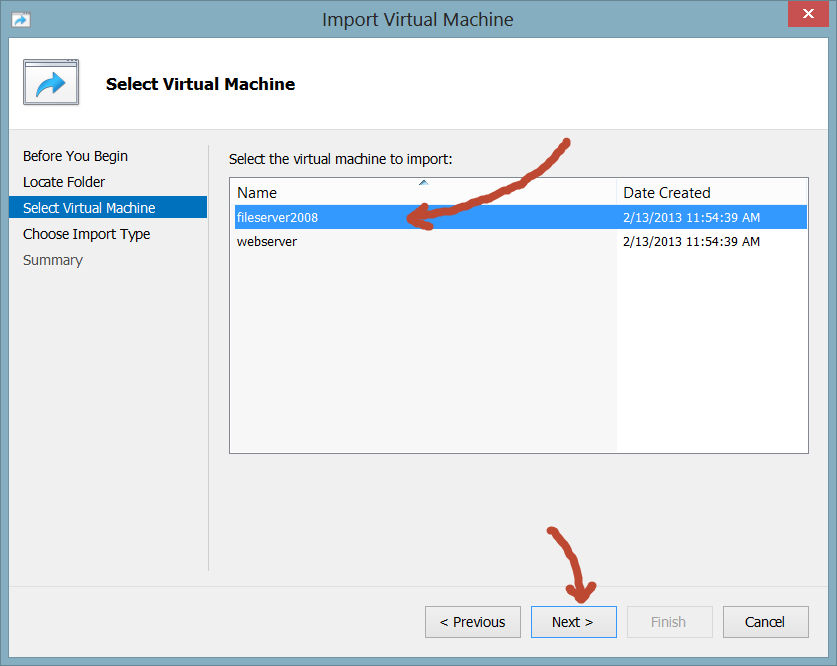 Import Virtual Machine
Select Virtual Machine
Before You Begin
Locate Folder
Select Virtual Machine
Choose Import Type
Summary
Select the virtual machine to import:
Name Date Created
fileserver2008 2/13/2013 11:54:39 AM
webserver 2/13/2013 11:54:39 AM
< Previous Next > Finish Cancel